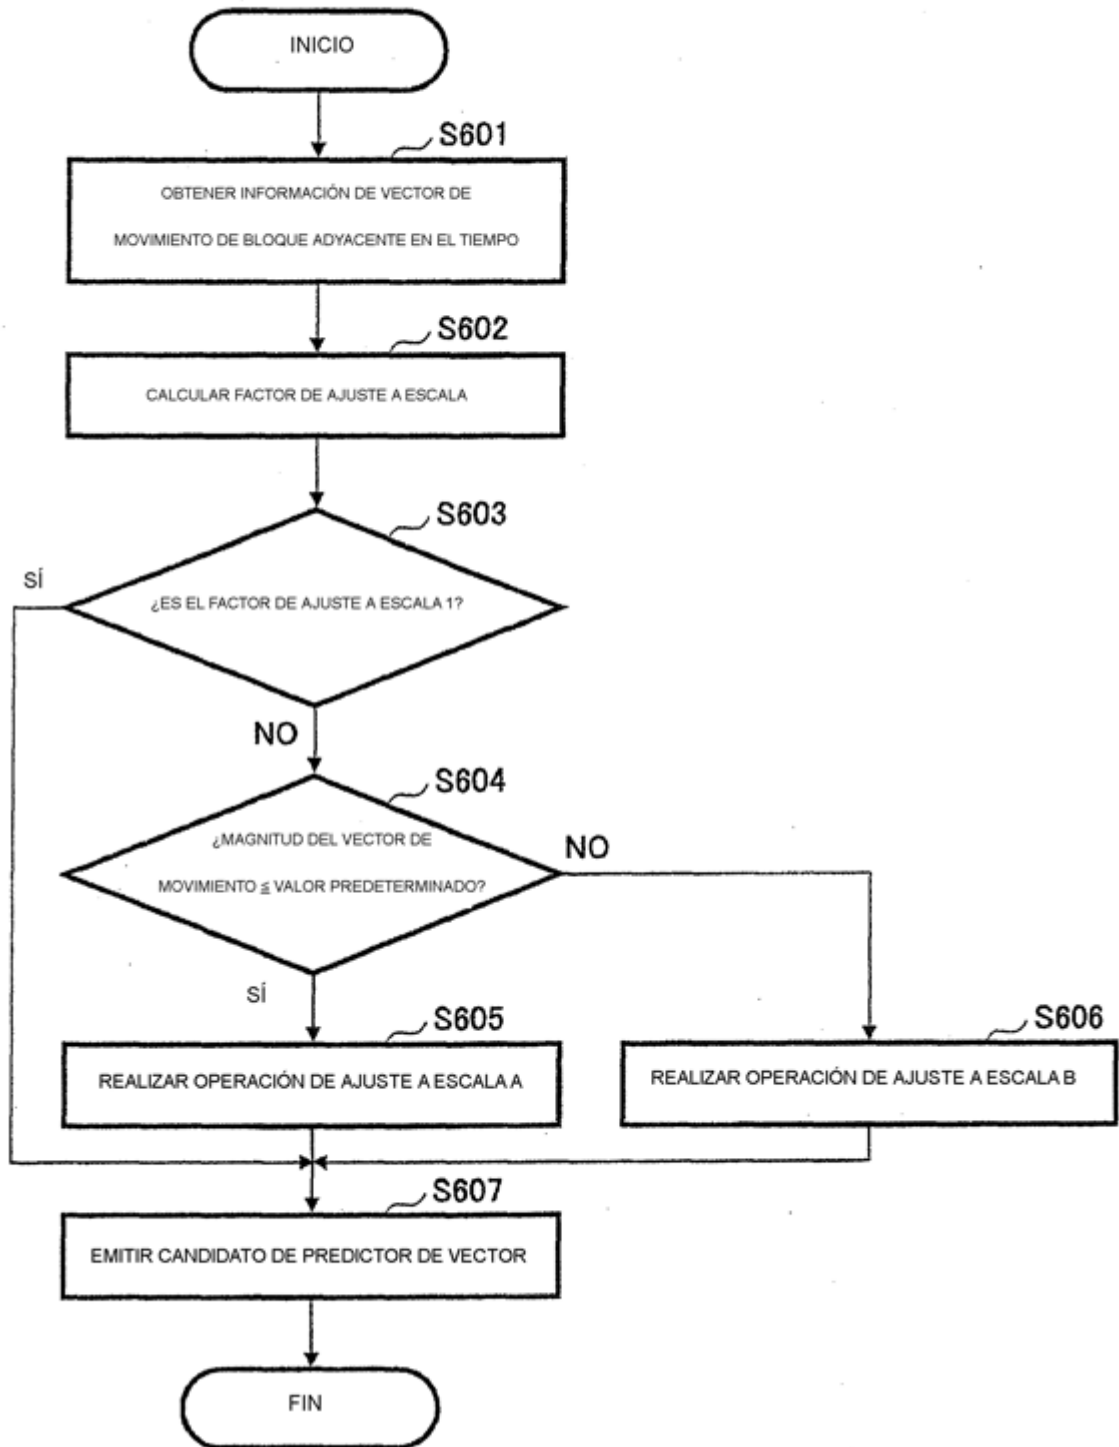 INICIO
S601
OBTENER INFORMACIÓN DE VECTOR DE
MOVIMIENTO DE BLOQUE ADYACENTE EN EL TIEMPO
S602
CALCULAR FACTOR DE AJUSTE A ESCALA
S603
SÍ
¿ES EL FACTOR DE AJUSTE A ESCALA 1?
NO
S604
¿MAGNITUD DEL VECTOR DE
MOVIMIENTO ≦ VALOR PREDETERMINADO?
NO
SÍ
S605
REALIZAR OPERACIÓN DE AJUSTE A ESCALA A
S606
REALIZAR OPERACIÓN DE AJUSTE A ESCALA B
S607
EMITIR CANDIDATO DE PREDICTOR DE VECTOR
FIN